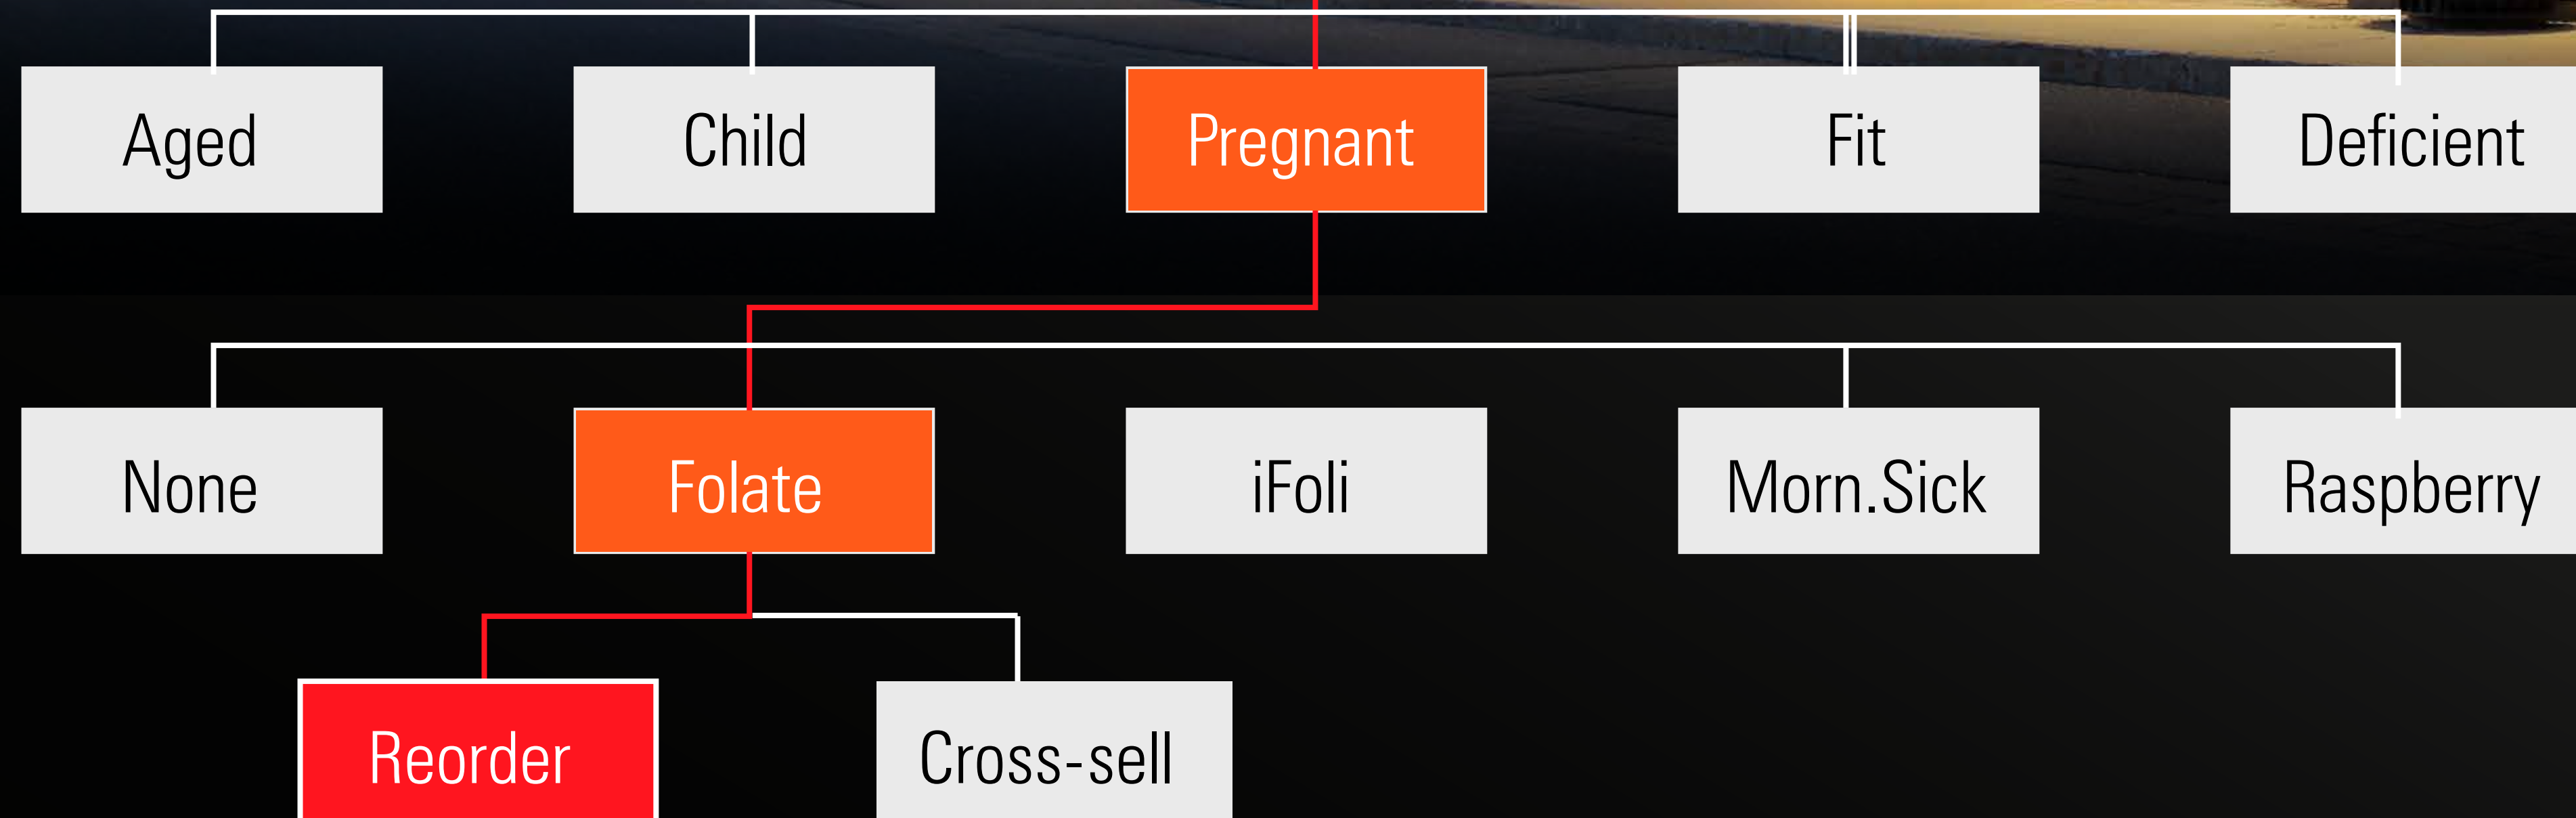 Aged
Child
Pregnant
Fit
Deficient
None
Folate
iFoli
Morn.Sick
Raspberry
Reorder
Cross-sell